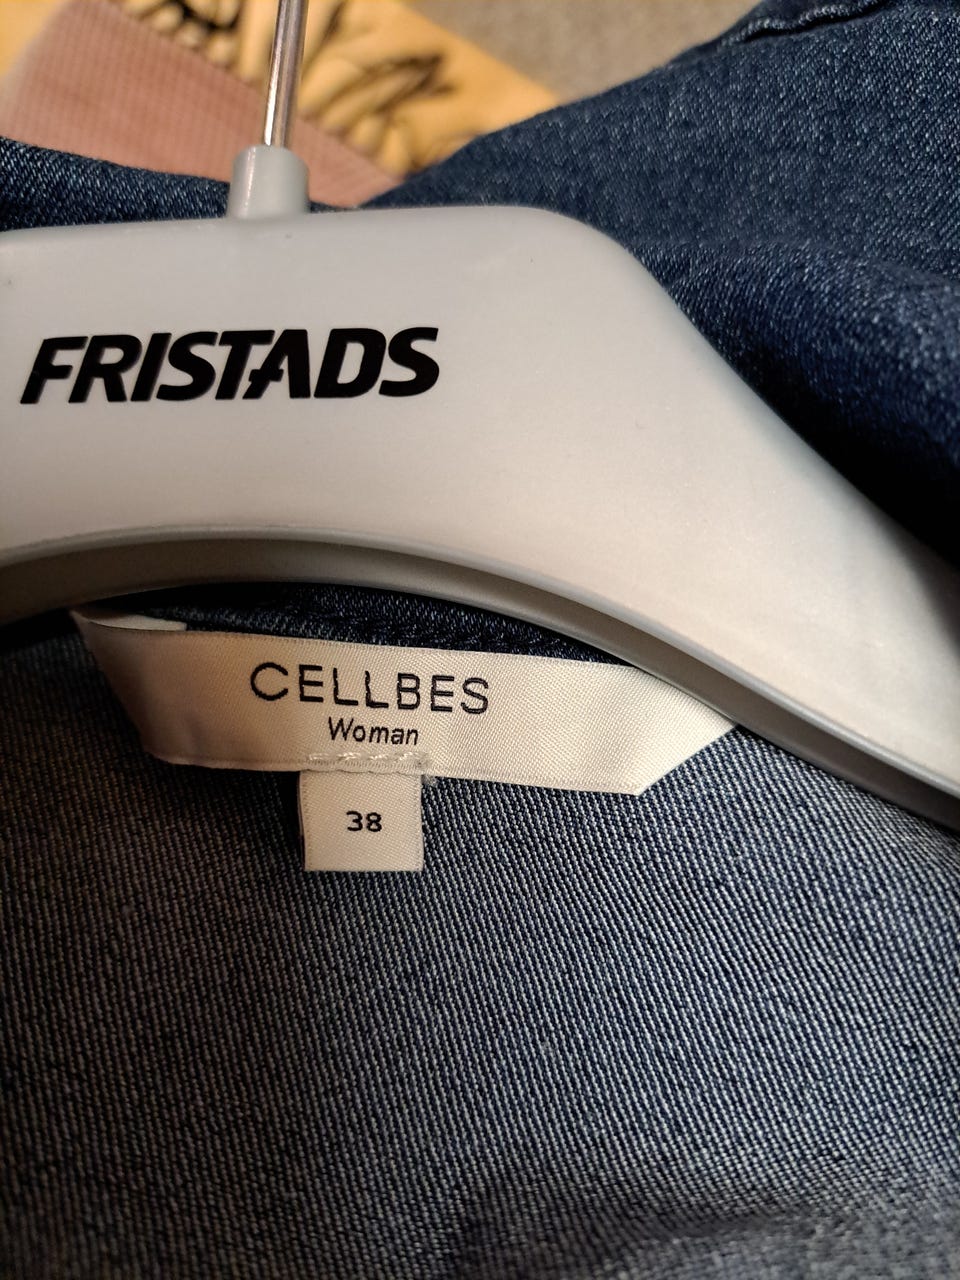 FRISTADS
CELLBES
Woman
38